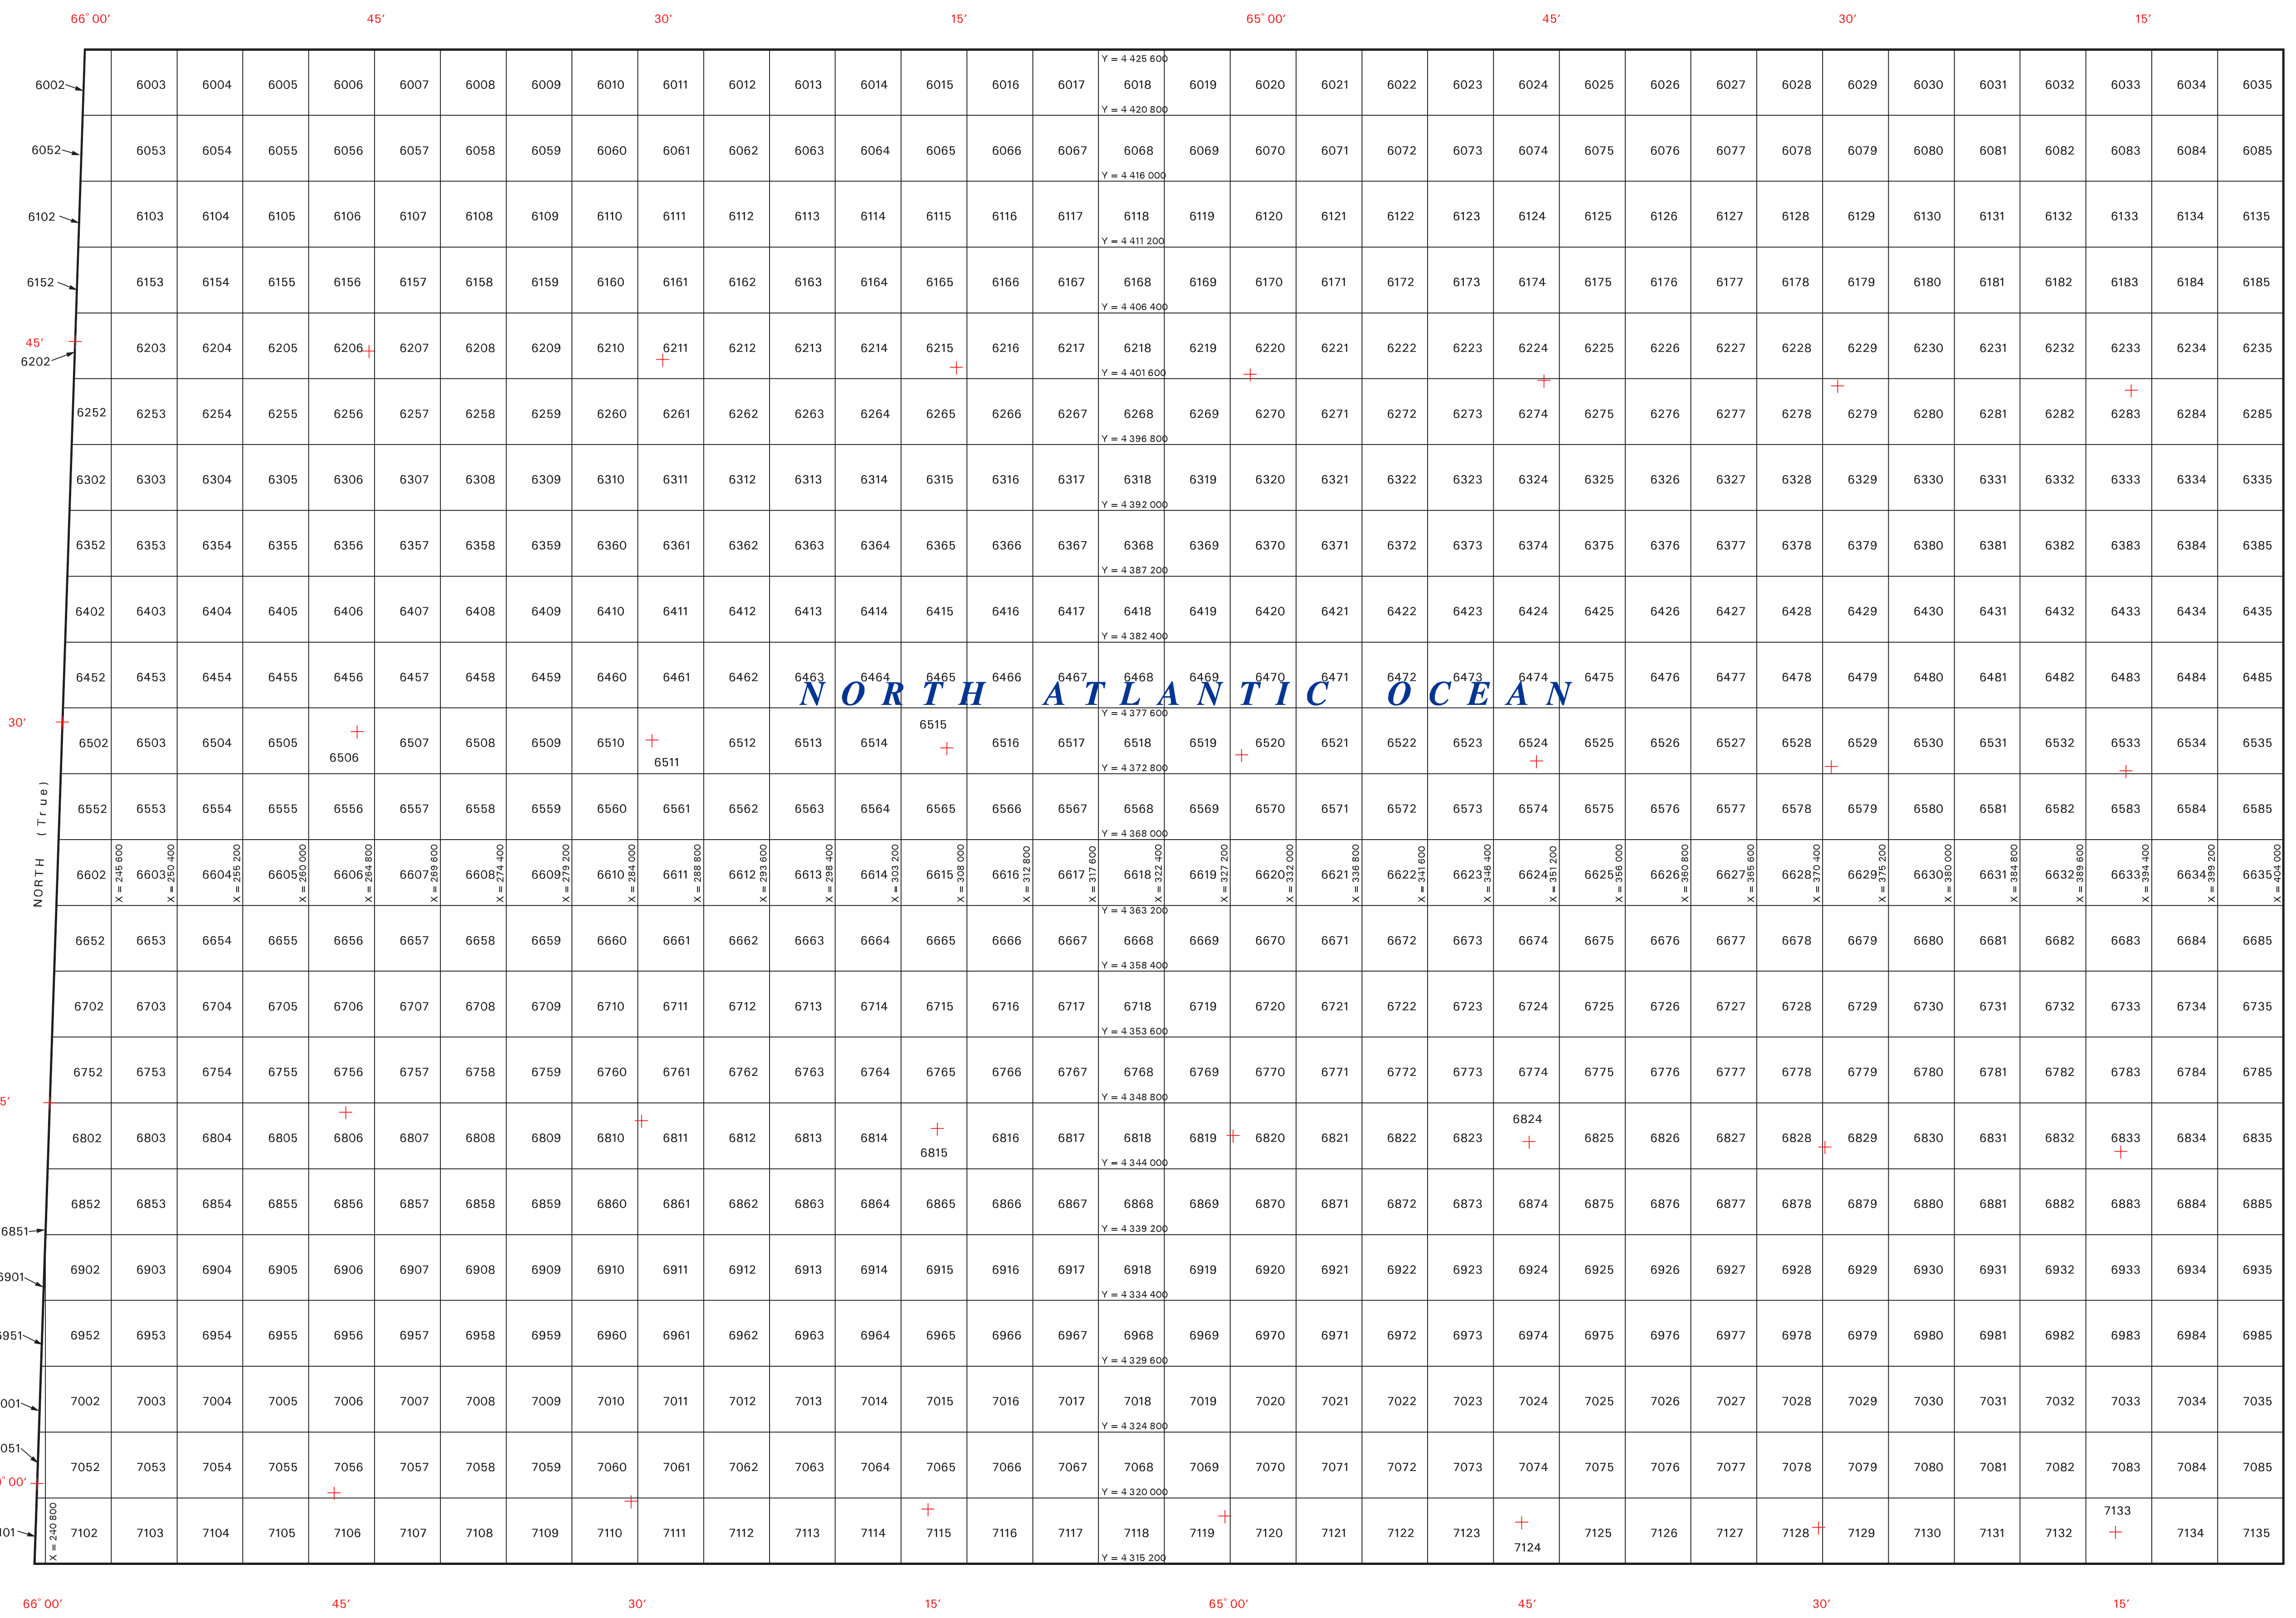 66° 00' 45' 30' 15' 65° 00' 45' 30' 15'
Y = 4 425 600
6002 6003 6004 6005 6006 6007 6008 6009 6010 6011 6012 6013 6014 6015 6016 6017 6018 6019 6020 6021 6022 6023 6024 6025 6026 6027 6028 6029 6030 6031 6032 6033 6034 6035
Y = 4 420 800
6052 6053 6054 6055 6056 6057 6058 6059 6060 6061 6062 6063 6064 6065 6066 6067 6068 6069 6070 6071 6072 6073 6074 6075 6076 6077 6078 6079 6080 6081 6082 6083 6084 6085
Y = 4 416 000
6102 6103 6104 6105 6106 6107 6108 6109 6110 6111 6112 6113 6114 6115 6116 6117 6118 6119 6120 6121 6122 6123 6124 6125 6126 6127 6128 6129 6130 6131 6132 6133 6134 6135
Y = 4 411 200
6152 6153 6154 6155 6156 6157 6158 6159 6160 6161 6162 6163 6164 6165 6166 6167 6168 6169 6170 6171 6172 6173 6174 6175 6176 6177 6178 6179 6180 6181 6182 6183 6184 6185
Y = 4 406 400
45'
6202 6203 6204 6205 6206 6207 6208 6209 6210 6211 6212 6213 6214 6215 6216 6217 6218 6219 6220 6221 6222 6223 6224 6225 6226 6227 6228 6229 6230 6231 6232 6233 6234 6235
Y = 4 401 600
6252 6253 6254 6255 6256 6257 6258 6259 6260 6261 6262 6263 6264 6265 6266 6267 6268 6269 6270 6271 6272 6273 6274 6275 6276 6277 6278 6279 6280 6281 6282 6283 6284 6285
Y = 4 396 800
6302 6303 6304 6305 6306 6307 6308 6309 6310 6311 6312 6313 6314 6315 6316 6317 6318 6319 6320 6321 6322 6323 6324 6325 6326 6327 6328 6329 6330 6331 6332 6333 6334 6335
Y = 4 392 000
6352 6353 6354 6355 6356 6357 6358 6359 6360 6361 6362 6363 6364 6365 6366 6367 6368 6369 6370 6371 6372 6373 6374 6375 6376 6377 6378 6379 6380 6381 6382 6383 6384 6385
Y = 4 387 200
6402 6403 6404 6405 6406 6407 6408 6409 6410 6411 6412 6413 6414 6415 6416 6417 6418 6419 6420 6421 6422 6423 6424 6425 6426 6427 6428 6429 6430 6431 6432 6433 6434 6435
Y = 4 382 400
6452 6453 6454 6455 6456 6457 6458 6459 6460 6461 6462 6463 6464 6465 6466 6467 6468 6469 6470 6471 6472 6473 6474 6475 6476 6477 6478 6479 6480 6481 6482 6483 6484 6485
NORTH ATLANTIC OCEAN
Y = 4 377 600
30'
6502 6503 6504 6505 6506 6507 6508 6509 6510 6511 6512 6513 6514 6515 6516 6517 6518 6519 6520 6521 6522 6523 6524 6525 6526 6527 6528 6529 6530 6531 6532 6533 6534 6535
Y = 4 372 800
6552 6553 6554 6555 6556 6557 6558 6559 6560 6561 6562 6563 6564 6565 6566 6567 6568 6569 6570 6571 6572 6573 6574 6575 6576 6577 6578 6579 6580 6581 6582 6583 6584 6585
Y = 4 368 000
NORTH (True)
6602 6603 6604 6605 6606 6607 6608 6609 6610 6611 6612 6613 6614 6615 6616 6617 6618 6619 6620 6621 6622 6623 6624 6625 6626 6627 6628 6629 6630 6631 6632 6633 6634 6635
X = 245 600
X = 250 400
X = 255 200
X = 260 000
X = 264 800
X = 269 600
X = 274 400
X = 279 200
X = 284 000
X = 288 800
X = 293 600
X = 298 400
X = 303 200
X = 308 000
X = 312 800
X = 317 600
X = 322 400
X = 327 200
X = 332 000
X = 336 800
X = 341 600
X = 346 400
X = 351 200
X = 356 000
X = 360 800
X = 365 600
X = 370 400
X = 375 200
X = 380 000
X = 384 800
X = 389 600
X = 394 400
X = 399 200
X = 404 000
Y = 4 363 200
6652 6653 6654 6655 6656 6657 6658 6659 6660 6661 6662 6663 6664 6665 6666 6667 6668 6669 6670 6671 6672 6673 6674 6675 6676 6677 6678 6679 6680 6681 6682 6683 6684 6685
Y = 4 358 400
6702 6703 6704 6705 6706 6707 6708 6709 6710 6711 6712 6713 6714 6715 6716 6717 6718 6719 6720 6721 6722 6723 6724 6725 6726 6727 6728 6729 6730 6731 6732 6733 6734 6735
Y = 4 353 600
6752 6753 6754 6755 6756 6757 6758 6759 6760 6761 6762 6763 6764 6765 6766 6767 6768 6769 6770 6771 6772 6773 6774 6775 6776 6777 6778 6779 6780 6781 6782 6783 6784 6785
Y = 4 348 800
5'
6802 6803 6804 6805 6806 6807 6808 6809 6810 6811 6812 6813 6814 6815 6816 6817 6818 6819 6820 6821 6822 6823 6824 6825 6826 6827 6828 6829 6830 6831 6832 6833 6834 6835
Y = 4 344 000
6852 6853 6854 6855 6856 6857 6858 6859 6860 6861 6862 6863 6864 6865 6866 6867 6868 6869 6870 6871 6872 6873 6874 6875 6876 6877 6878 6879 6880 6881 6882 6883 6884 6885
6851
Y = 4 339 200
6901 6902 6903 6904 6905 6906 6907 6908 6909 6910 6911 6912 6913 6914 6915 6916 6917 6918 6919 6920 6921 6922 6923 6924 6925 6926 6927 6928 6929 6930 6931 6932 6933 6934 6935
Y = 4 334 400
6951 6952 6953 6954 6955 6956 6957 6958 6959 6960 6961 6962 6963 6964 6965 6966 6967 6968 6969 6970 6971 6972 6973 6974 6975 6976 6977 6978 6979 6980 6981 6982 6983 6984 6985
Y = 4 329 600
001 7002 7003 7004 7005 7006 7007 7008 7009 7010 7011 7012 7013 7014 7015 7016 7017 7018 7019 7020 7021 7022 7023 7024 7025 7026 7027 7028 7029 7030 7031 7032 7033 7034 7035
Y = 4 324 800
051 7052 7053 7054 7055 7056 7057 7058 7059 7060 7061 7062 7063 7064 7065 7066 7067 7068 7069 7070 7071 7072 7073 7074 7075 7076 7077 7078 7079 7080 7081 7082 7083 7084 7085
° 00'
Y = 4 320 000
101 7102 7103 7104 7105 7106 7107 7108 7109 7110 7111 7112 7113 7114 7115 7116 7117 7118 7119 7120 7121 7122 7123 7124 7125 7126 7127 7128 7129 7130 7131 7132 7133 7134 7135
X = 240 800
Y = 4 315 200
66° 00' 45' 30' 15' 65° 00' 45' 30' 15'